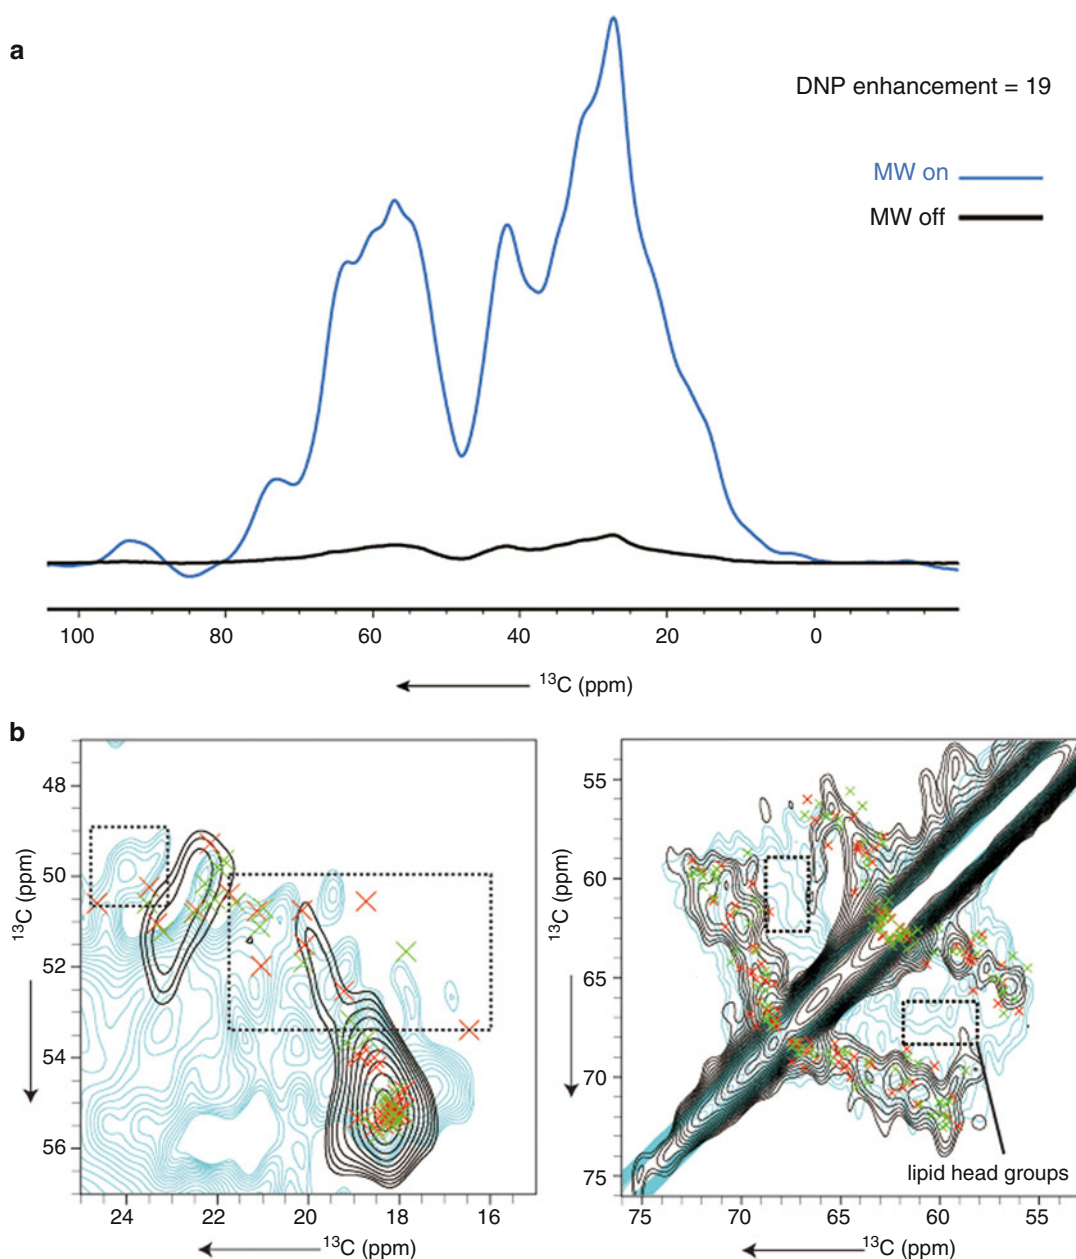 a
DNP enhancement = 19
MW on
MW off
100 80 60 40 20 0
¹³C (ppm)
b
48
50
52
54
56
¹³C (ppm)
24 22 20 18 16
¹³C (ppm)
55
60
65
70
75
¹³C (ppm)
lipid head groups
75 70 65 60 55
¹³C (ppm)